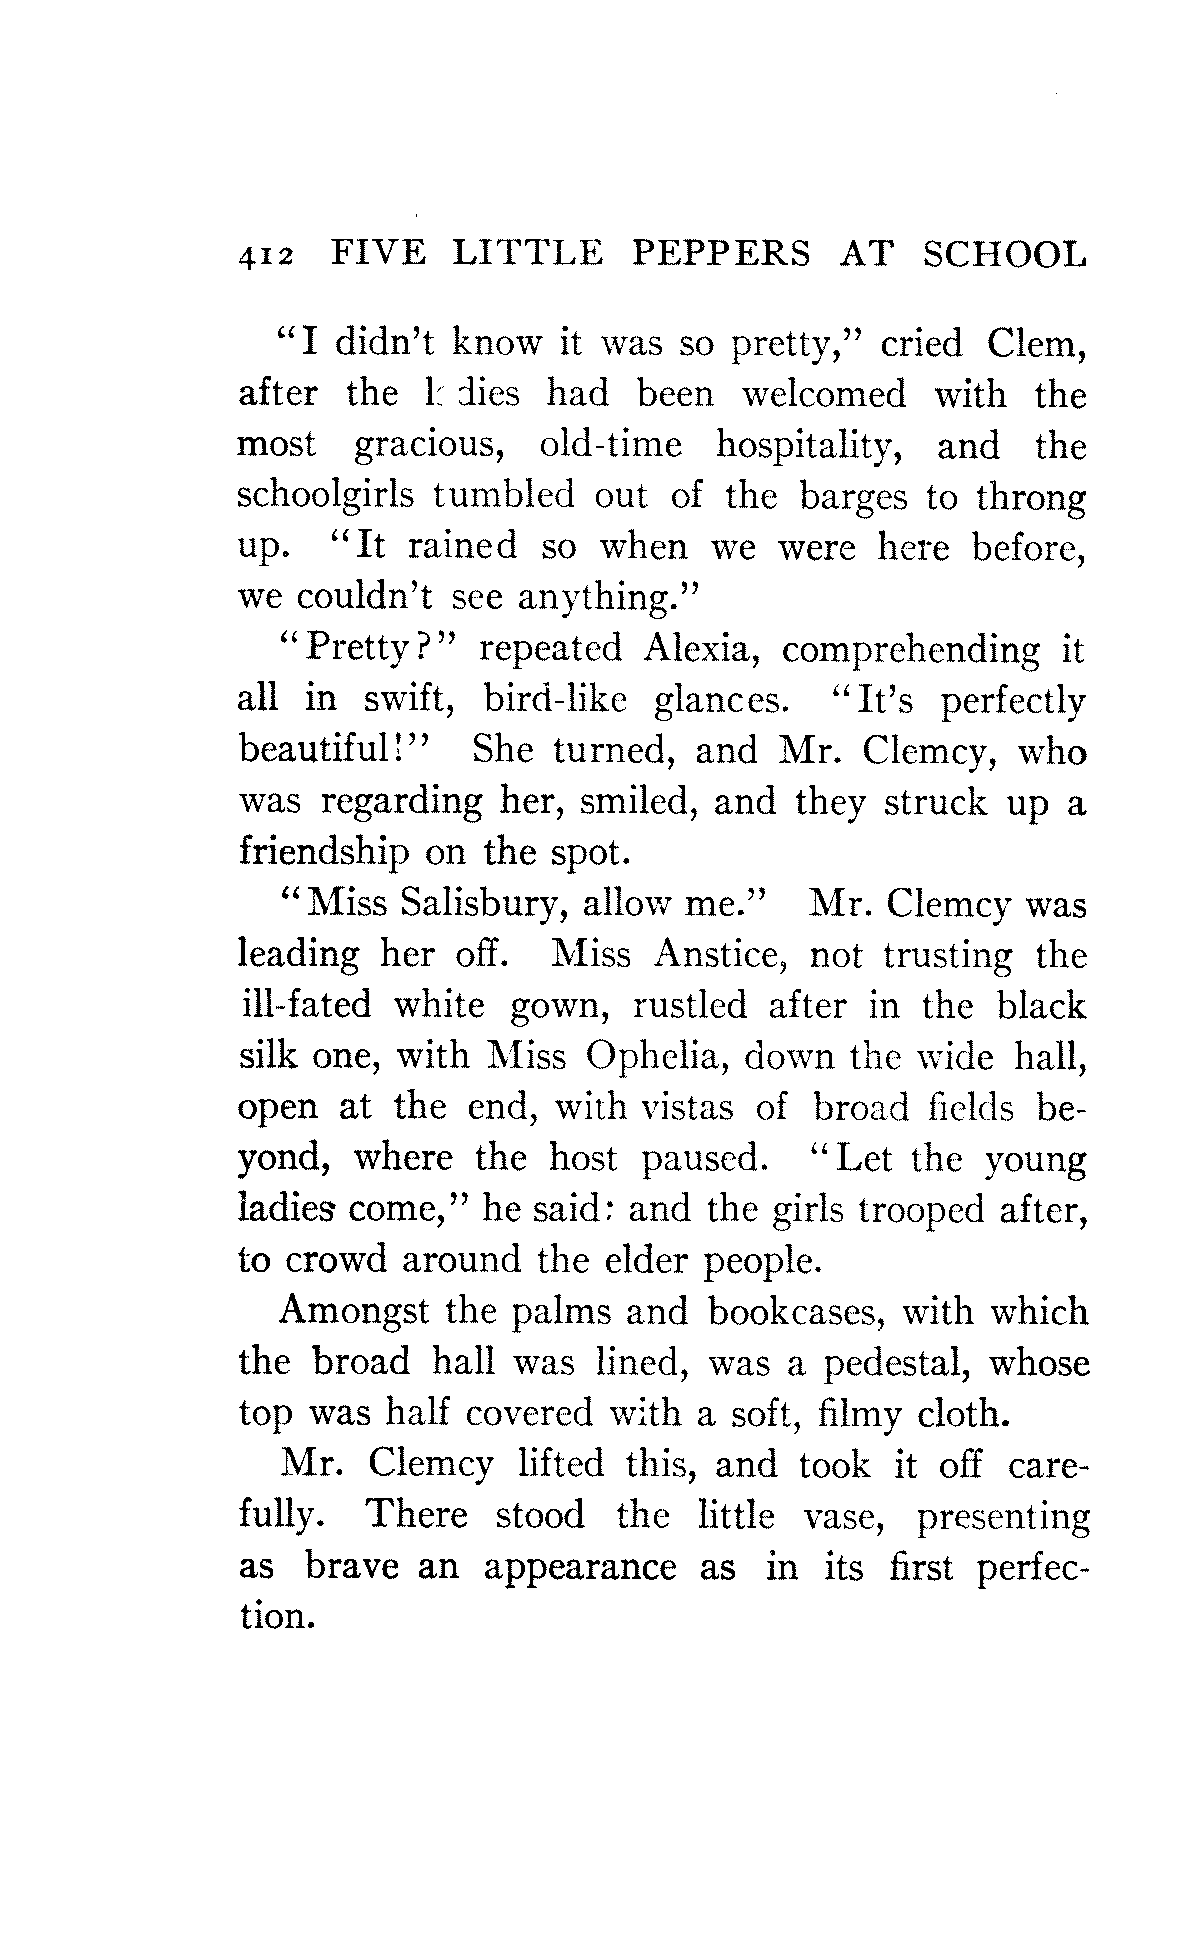 412 FIVE LITTLE PEPPERS AT SCHOOL
"I didn't know it was so pretty," cried Clem,
after the ladies had been welcomed with the
most gracious, old-time hospitality, and the
schoolgirls tumbled out of the barges to throng
up. "It rained so when we were here before,
we couldn't see anything."
"Pretty?" repeated Alexia, comprehending it
all in swift, bird-like glances. "It's perfectly
beautiful!" She turned, and Mr. Clemcy, who
was regarding her, smiled, and they struck up a
friendship on the spot.
"Miss Salisbury, allow me." Mr. Clemcy was
leading her off. Miss Anstice, not trusting the
ill-fated white gown, rustled after in the black
silk one, with Miss Ophelia, down the wide hall,
open at the end, with vistas of broad fields be-
yond, where the host paused. "Let the young
ladies come," he said: and the girls trooped after,
to crowd around the elder people.
Amongst the palms and bookcases, with which
the broad hall was lined, was a pedestal, whose
top was half covered with a soft, filmy cloth.
Mr. Clemcy lifted this, and took it off care-
fully. There stood the little vase, presenting
as brave an appearance as in its first perfec-
tion.